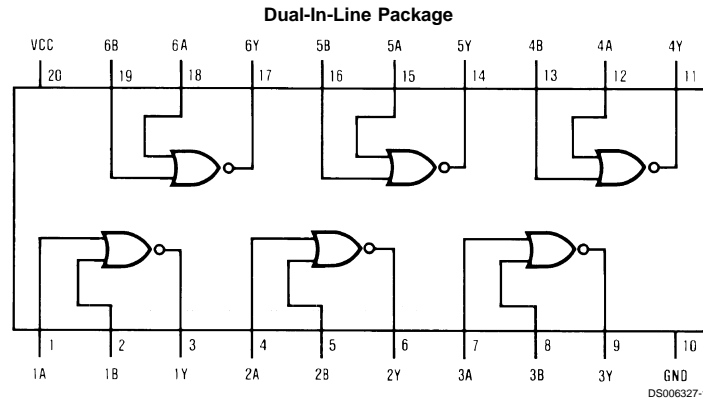 Dual-In-Line Package
VCC 6B 6A 6Y 5B 5A 5Y 4B 4A 4Y
20 19 18 17 16 15 14 13 12 11
1 2 3 4 5 6 7 8 9 10
1A 1B 1Y 2A 2B 2Y 3A 3B 3Y GND